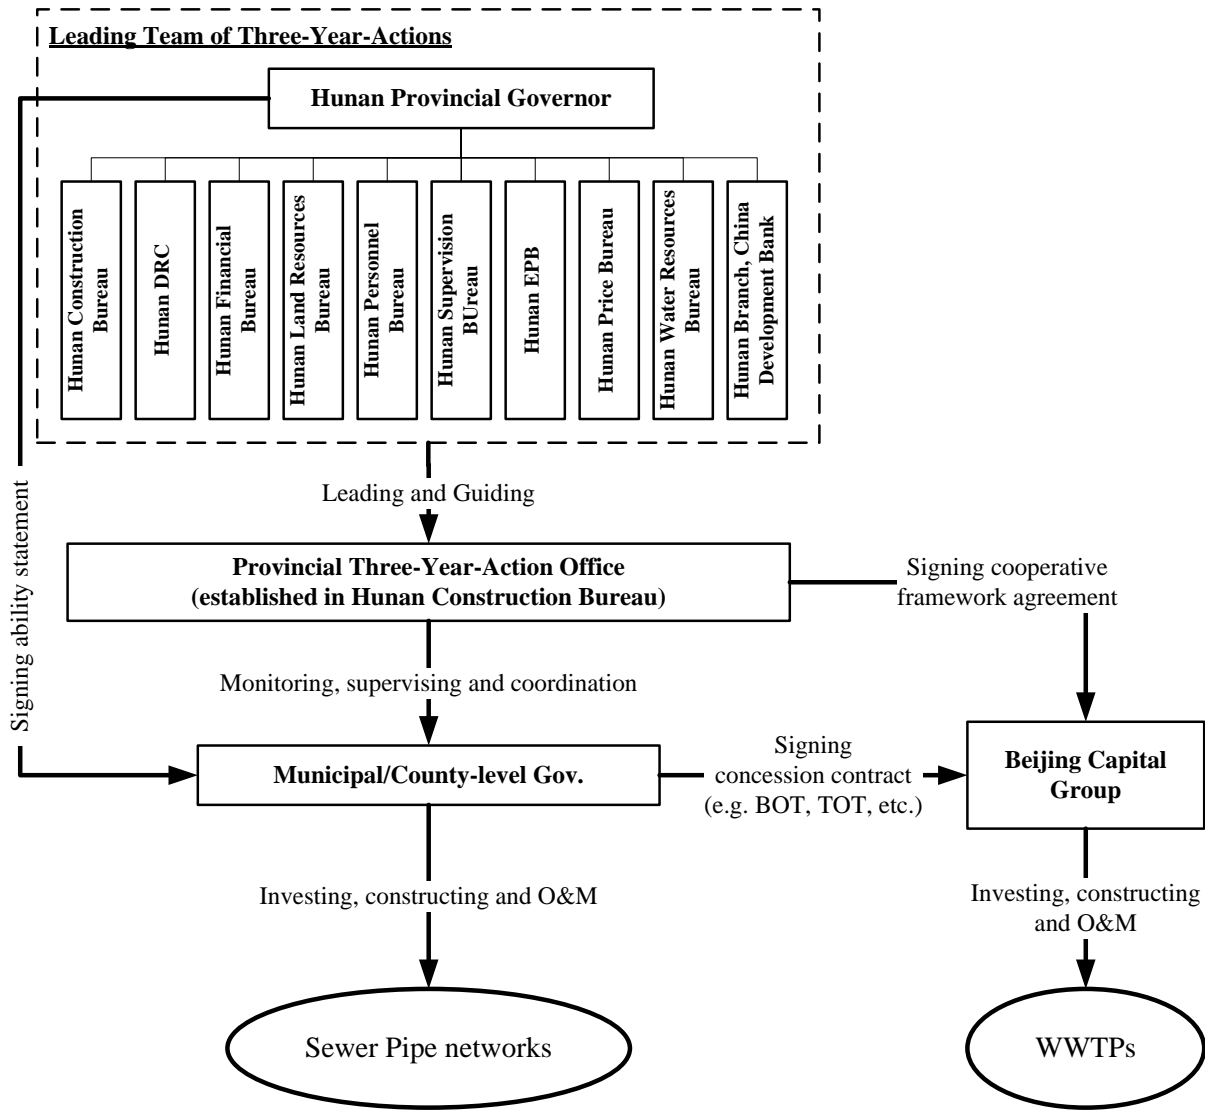 Leading Team of Three-Year-Actions
Hunan Provincial Governor
Hunan Construction
Bureau
Hunan DRC
Hunan Financial
Bureau
Hunan Land Resources
Bureau
Hunan Personnel
Bureau
Hunan Supervision
BUreau
Hunan EPB
Hunan Price Bureau
Hunan Water Resources
Bureau
Hunan Branch, China
Development Bank
Signing ability statement
Leading and Guiding
Provincial Three-Year-Action Office
(established in Hunan Construction Bureau)
Signing cooperative
framework agreement
Monitoring, supervising and coordination
Municipal/County-level Gov.
Signing
concession contract
(e.g. BOT, TOT, etc.)
Beijing Capital
Group
Investing, constructing and O&M
Investing, constructing
and O&M
Sewer Pipe networks
WWTPs